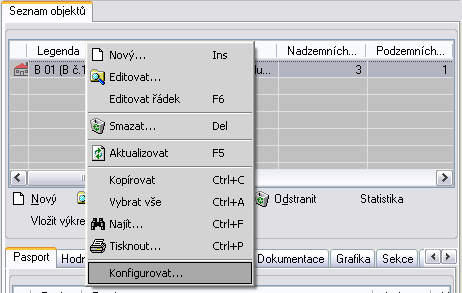 Seznam objektů
Legenda Nadzemních... Podzemních...
B 01 (B č.1 3 1
Nový... Ins
Editovat...
Editovat řádek F6
Smazat... Del
Aktualizovat F5
Kopírovat Ctrl+C
Vybrat vše Ctrl+A
Najít... Ctrl+F
Tisknout... Ctrl+P
Konfigurovat...
Nový Odstranit Statistika
Vložit výkre
Pasport Hodr Dokumentace Grafika Sekce